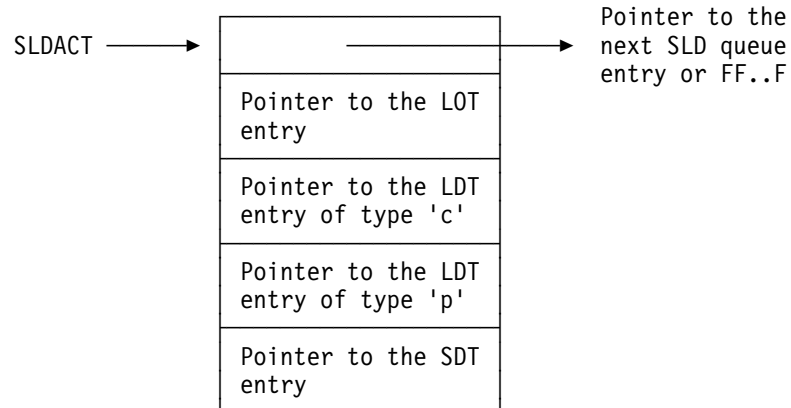 SLDACT
Pointer to the
next SLD queue
entry or FF..F
Pointer to the LOT
entry
Pointer to the LDT
entry of type 'c'
Pointer to the LDT
entry of type 'p'
Pointer to the SDT
entry